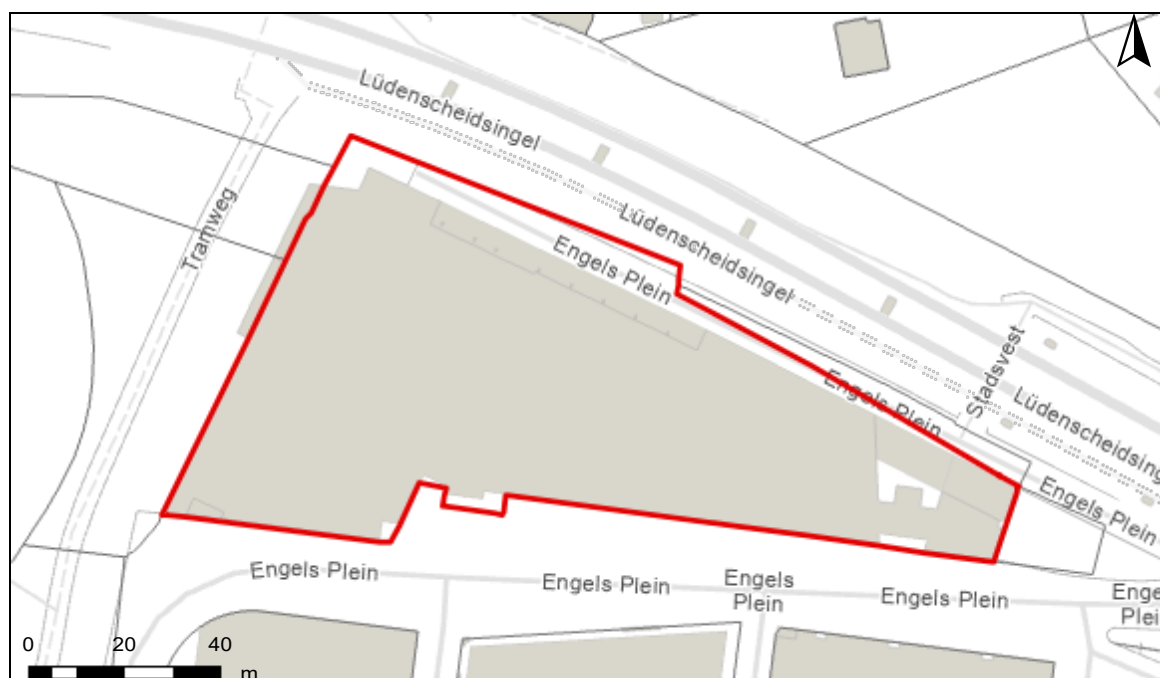 Lüdenscheidsingel
Tramweg
Lüdenscheidsingel
Engels Plein
Stadsvest
Engels Plein
Lüdenscheidsing
Engels Plein
Engels Plein
Engels Plein
Engels
Plein
Engels Plein
Enge
Plei
0 20 40
m